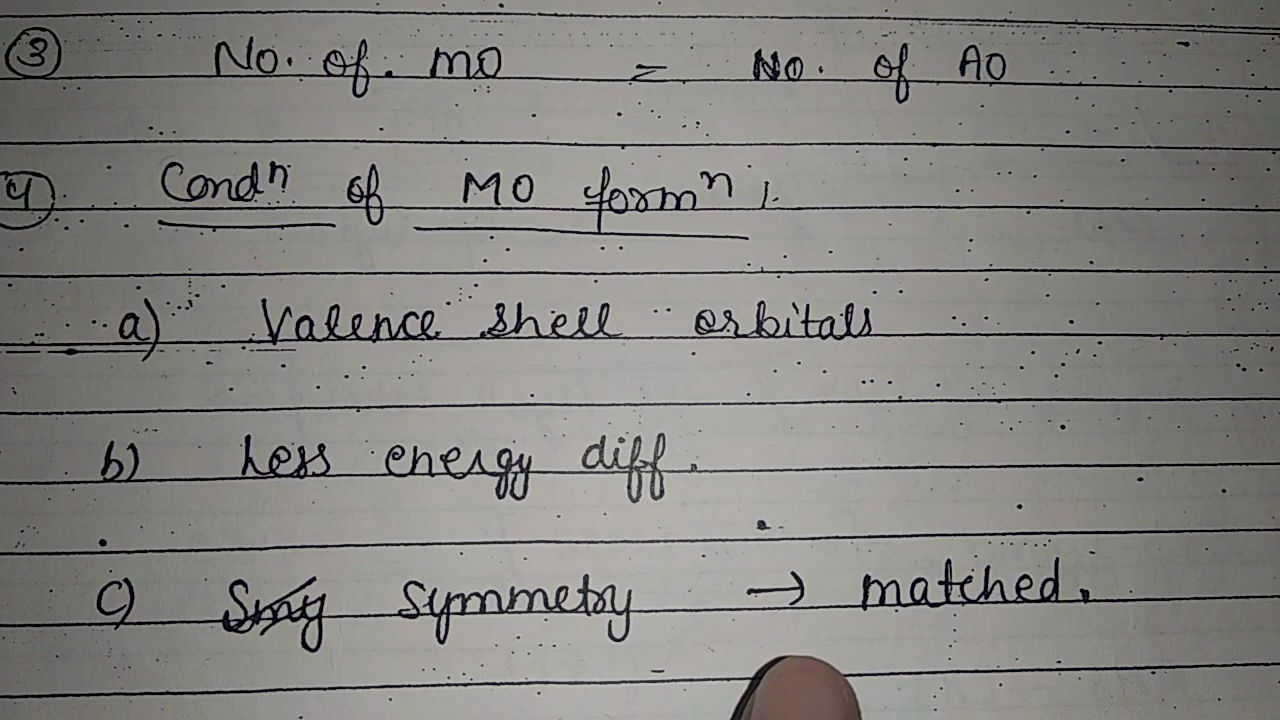 ③ No. of. MO = No. of AO
④ Condⁿ of MO formⁿ :
a) Valence shell orbitals
b) Less energy diff.
c) symmetry → matched.